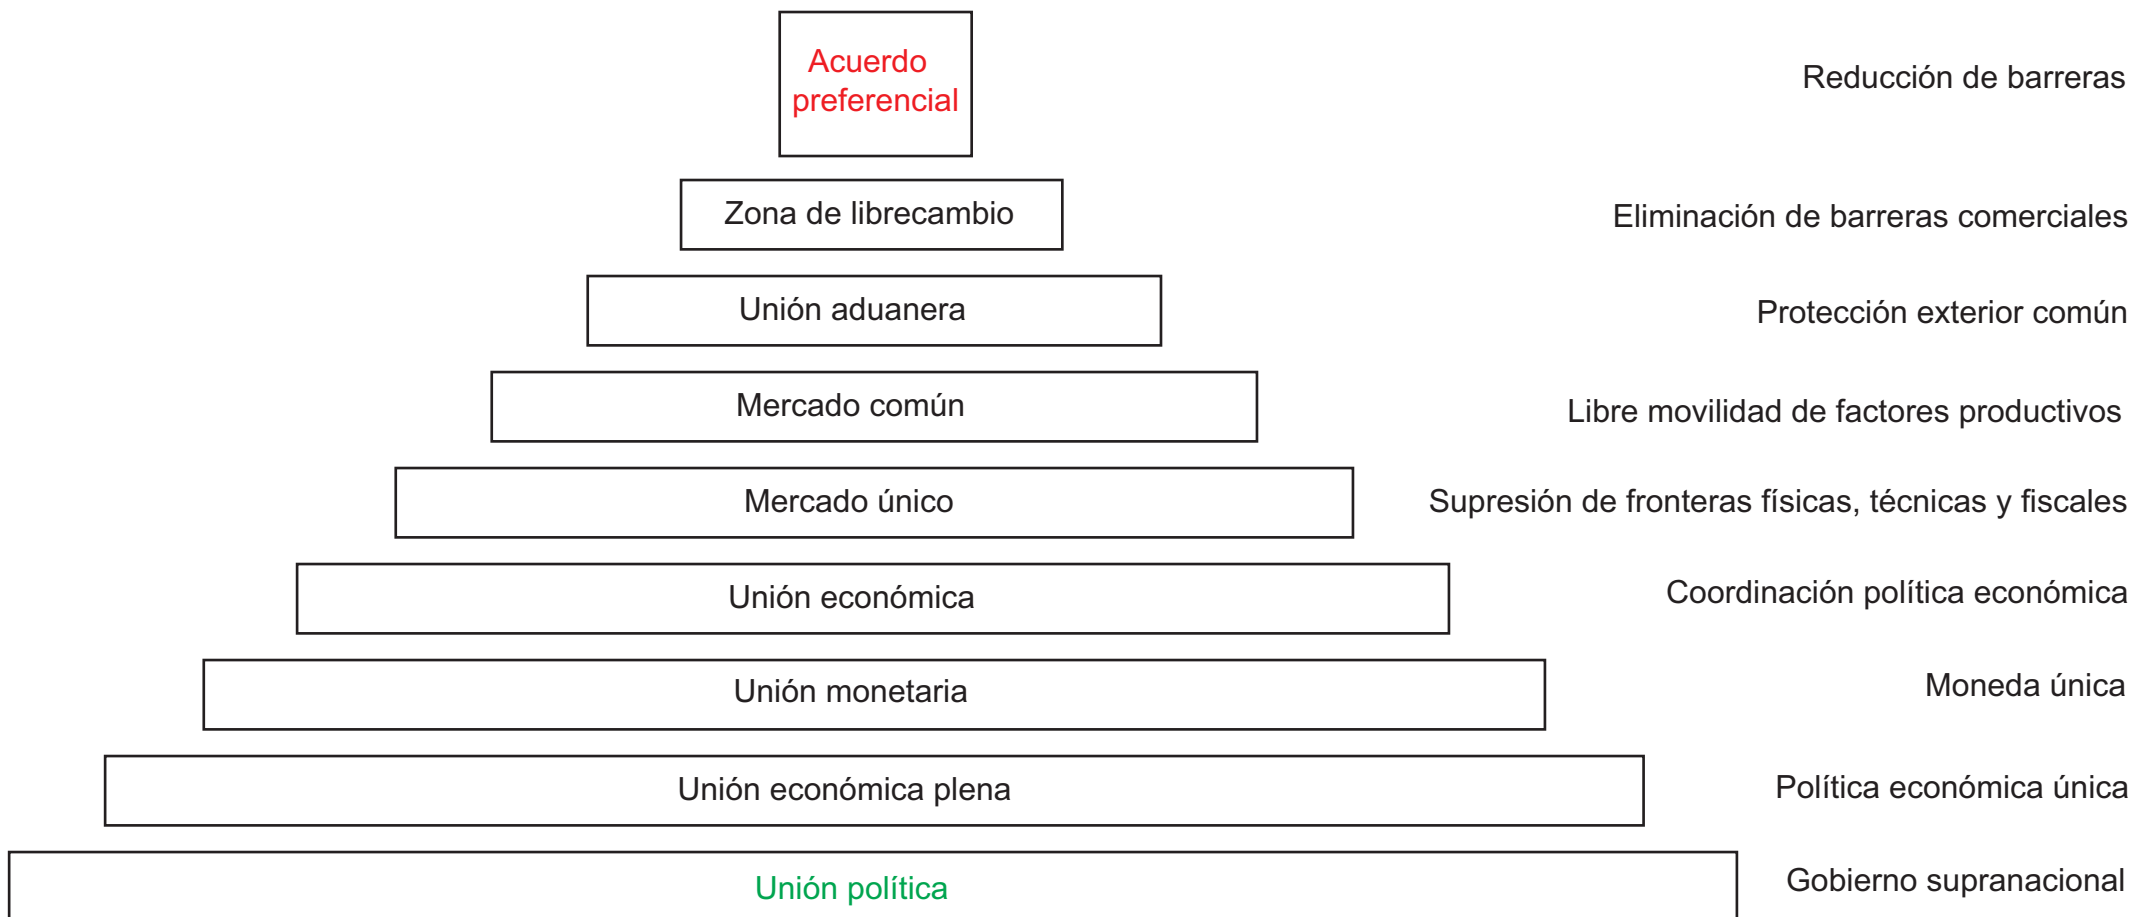 Acuerdo
preferencial
Reducción de barreras
Zona de librecambio
Eliminación de barreras comerciales
Unión aduanera
Protección exterior común
Mercado común
Libre movilidad de factores productivos
Mercado único
Supresión de fronteras físicas, técnicas y fiscales
Unión económica
Coordinación política económica
Unión monetaria
Moneda única
Unión económica plena
Política económica única
Unión política
Gobierno supranacional